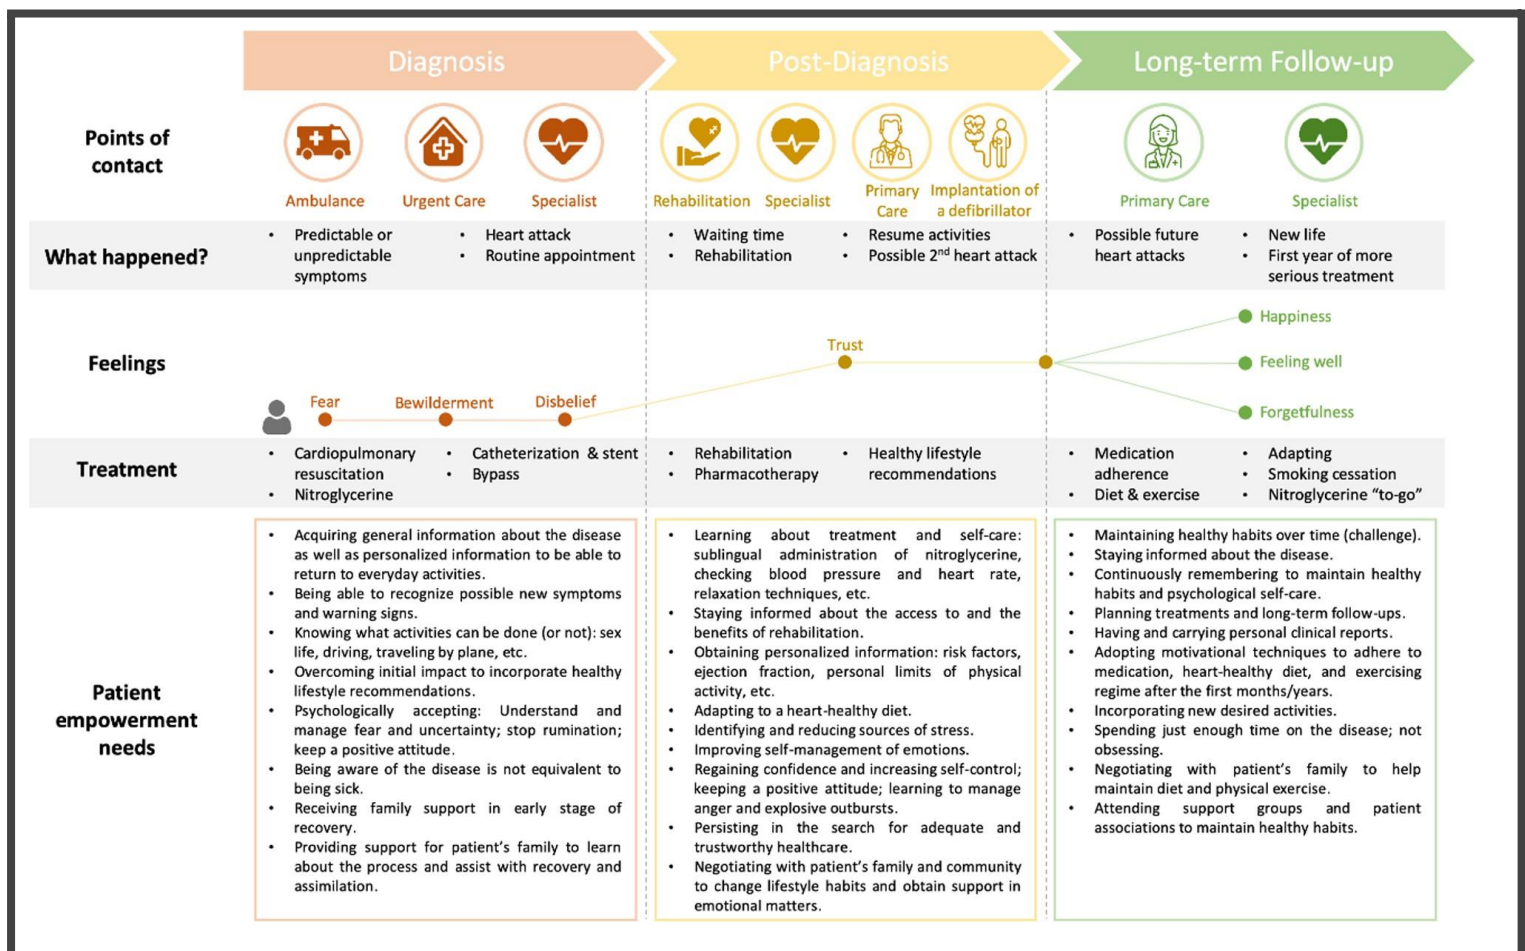 Diagnosis
Post-Diagnosis
Long-term Follow-up
Points of
contact
Ambulance
Urgent Care
Specialist
Rehabilitation
Specialist
Primary
Care
Implantation of
a defibrillator
Primary Care
Specialist
What happened?
• Predictable or
unpredictable
symptoms
• Heart attack
• Routine appointment
• Waiting time
• Rehabilitation
• Resume activities
• Possible 2nd heart attack
• Possible future
heart attacks
• New life
• First year of more
serious treatment
Feelings
Fear
Bewilderment
Disbelief
Trust
Happiness
Feeling well
Forgetfulness
Treatment
• Cardiopulmonary
resuscitation
• Nitroglycerine
• Catheterization & stent
• Bypass
• Rehabilitation
• Pharmacotherapy
• Healthy lifestyle
recommendations
• Medication
adherence
• Diet & exercise
• Adapting
• Smoking cessation
• Nitroglycerine “to-go”
Patient
empowerment
needs
• Acquiring general information about the disease
as well as personalized information to be able to
return to everyday activities.
• Being able to recognize possible new symptoms
and warning signs.
• Knowing what activities can be done (or not): sex
life, driving, traveling by plane, etc.
• Overcoming initial impact to incorporate healthy
lifestyle recommendations.
• Psychologically accepting: Understand and
manage fear and uncertainty; stop rumination;
keep a positive attitude.
• Being aware of the disease is not equivalent to
being sick.
• Receiving family support in early stage of
recovery.
• Providing support for patient’s family to learn
about the process and assist with recovery and
assimilation.
• Learning about treatment and self-care:
sublingual administration of nitroglycerine,
checking blood pressure and heart rate,
relaxation techniques, etc.
• Staying informed about the access to and the
benefits of rehabilitation.
• Obtaining personalized information: risk factors,
ejection fraction, personal limits of physical
activity, etc.
• Adapting to a heart-healthy diet.
• Identifying and reducing sources of stress.
• Improving self-management of emotions.
• Regaining confidence and increasing self-control;
keeping a positive attitude; learning to manage
anger and explosive outbursts.
• Persisting in the search for adequate and
trustworthy healthcare.
• Negotiating with patient’s family and community
to change lifestyle habits and obtain support in
emotional matters.
• Maintaining healthy habits over time (challenge).
• Staying informed about the disease.
• Continuously remembering to maintain healthy
habits and psychological self-care.
• Planning treatments and long-term follow-ups.
• Having and carrying personal clinical reports.
• Adopting motivational techniques to adhere to
medication, heart-healthy diet, and exercising
regime after the first months/years.
• Incorporating new desired activities.
• Spending just enough time on the disease; not
obsessing.
• Negotiating with patient’s family to help
maintain diet and physical exercise.
• Attending support groups and patient
associations to maintain healthy habits.